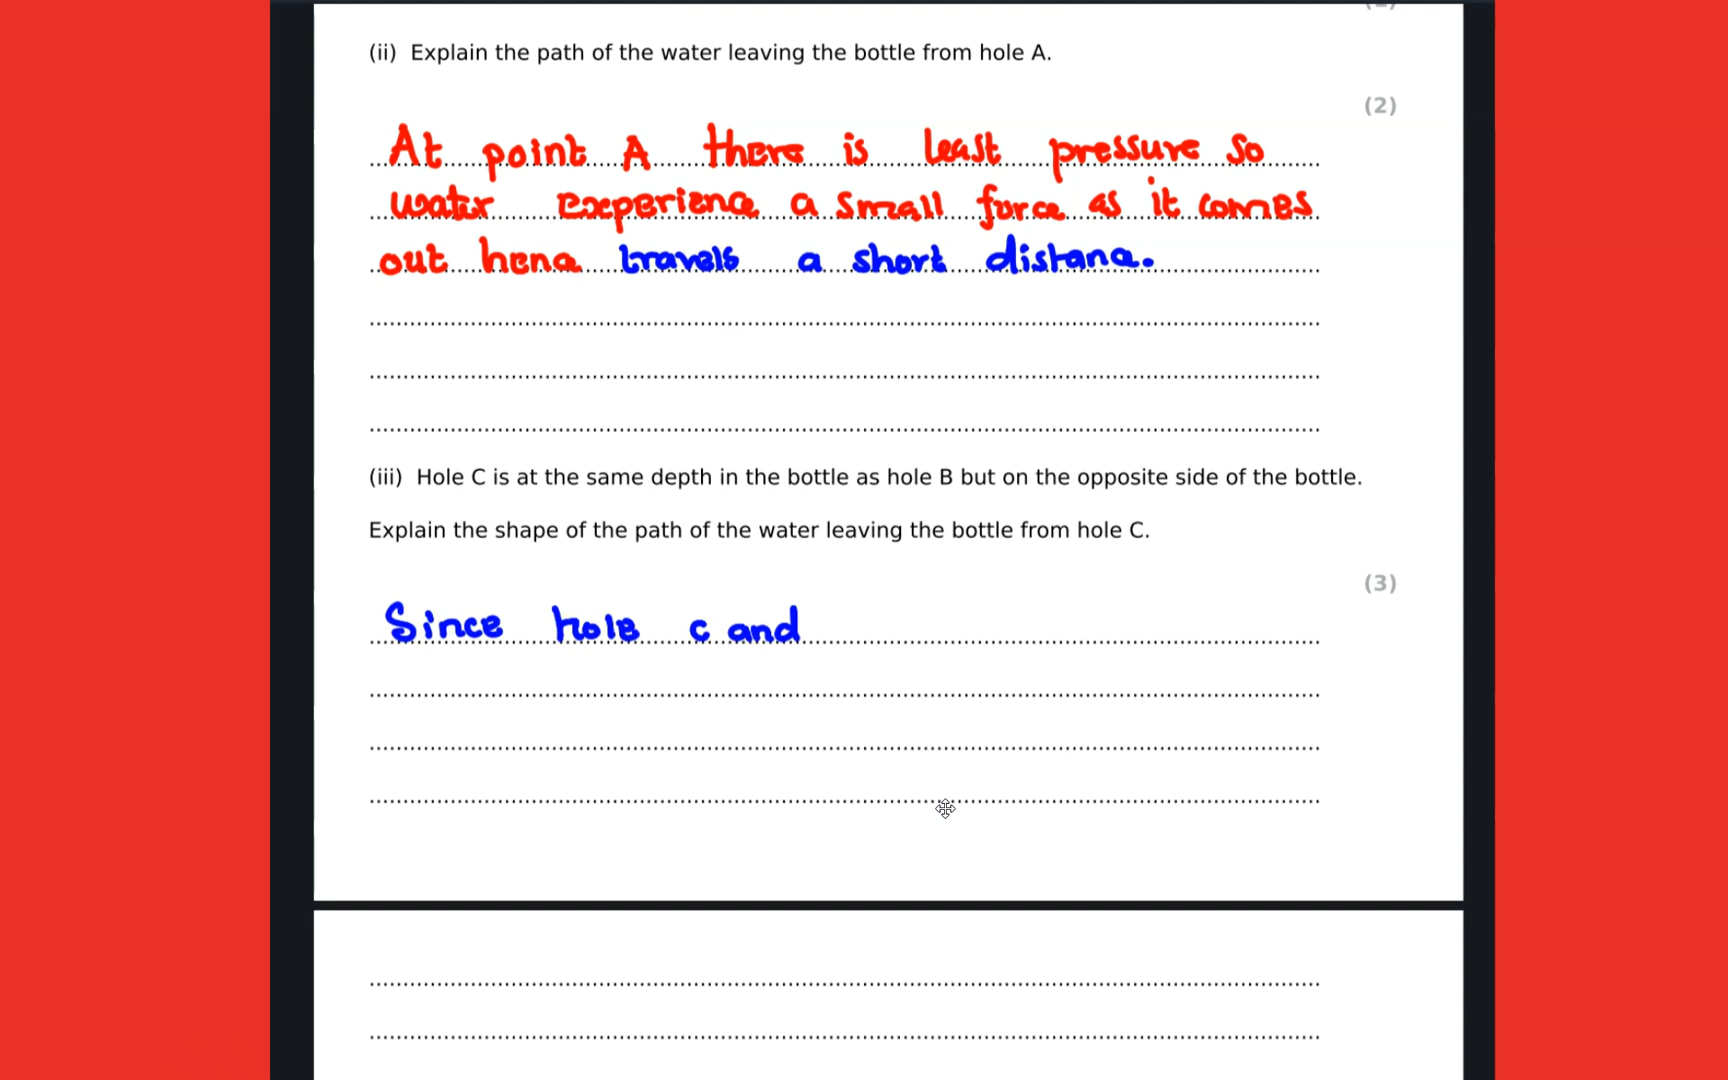 (ii) Explain the path of the water leaving the bottle from hole A.
(2)
At point A there is least pressure so
water experience a small force as it comes
out hence travels a short distance.
(iii) Hole C is at the same depth in the bottle as hole B but on the opposite side of the bottle.
Explain the shape of the path of the water leaving the bottle from hole C.
(3)
Since hole c and